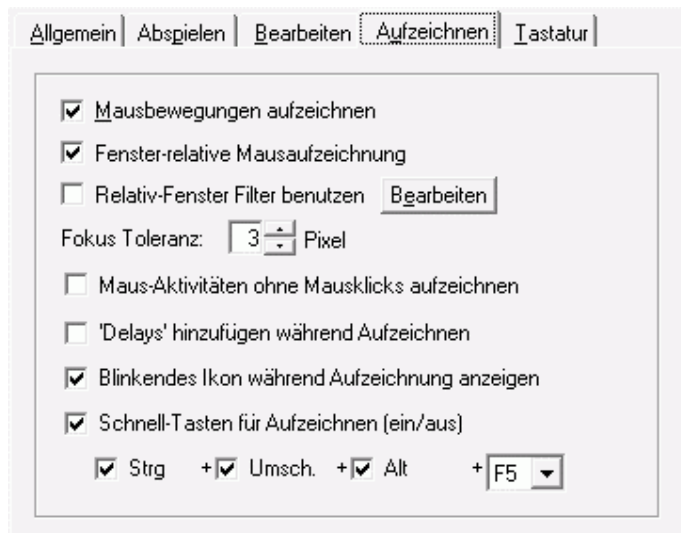 Allgemein Abspielen Bearbeiten Aufzeichnen Tastatur
Mausbewegungen aufzeichnen
Fenster-relative Mausaufzeichnung
Relativ-Fenster Filter benutzen Bearbeiten
Fokus Toleranz: 3 Pixel
Maus-Aktivitäten ohne Mausklicks aufzeichnen
'Delays' hinzufügen während Aufzeichnen
Blinkendes Ikon während Aufzeichnung anzeigen
Schnell-Tasten für Aufzeichnen (ein/aus)
Strg + Umsch. + Alt + F5